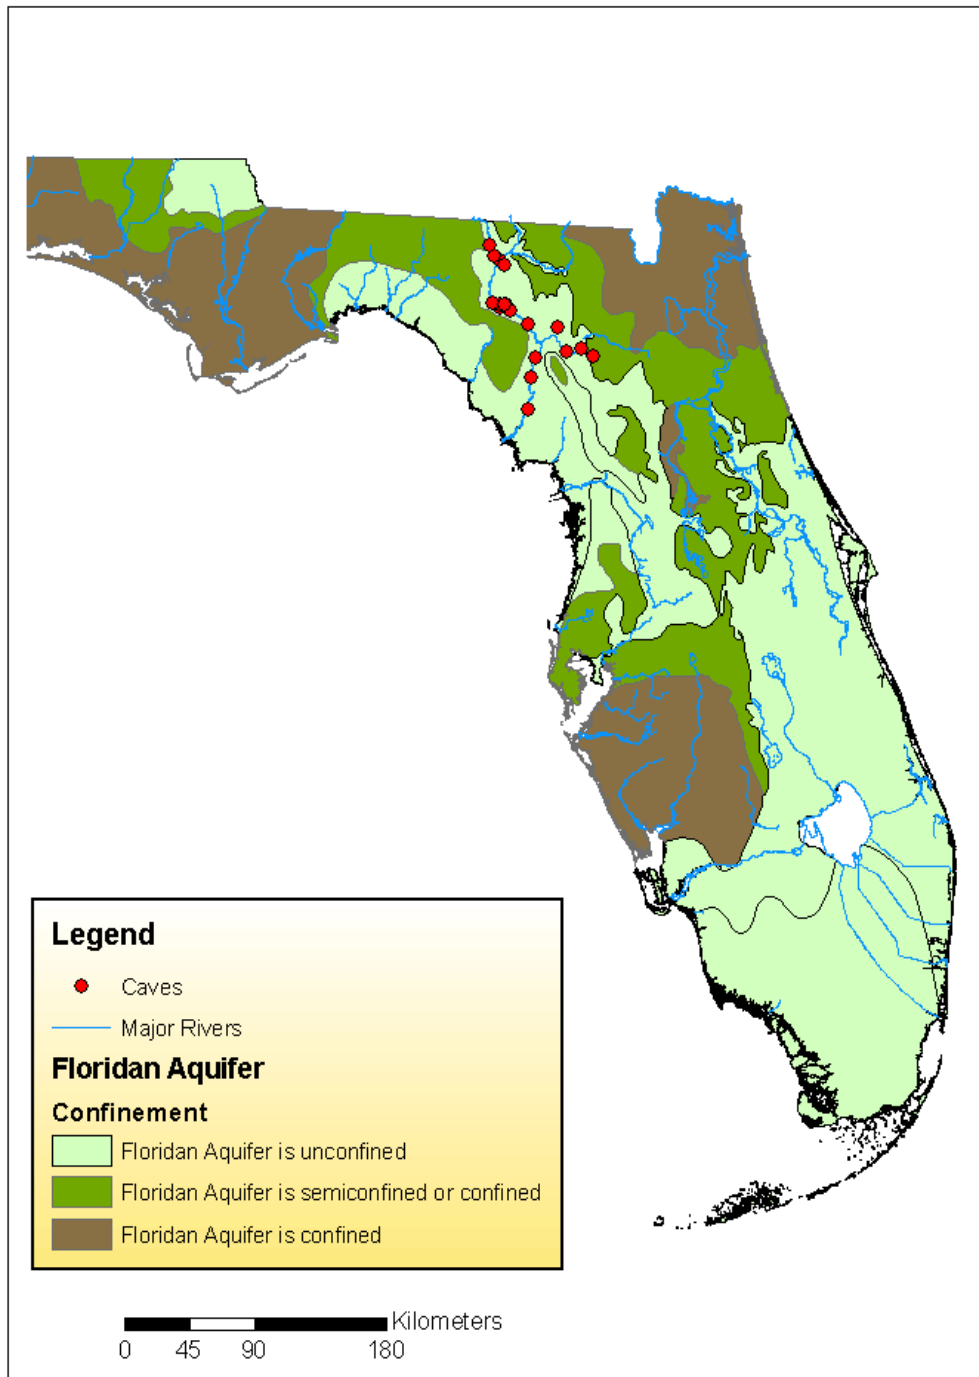 Legend
Caves
Major Rivers
Floridan Aquifer
Confinement
Floridan Aquifer is unconfined
Floridan Aquifer is semiconfined or confined
Floridan Aquifer is confined
Kilometers
0 45 90 180